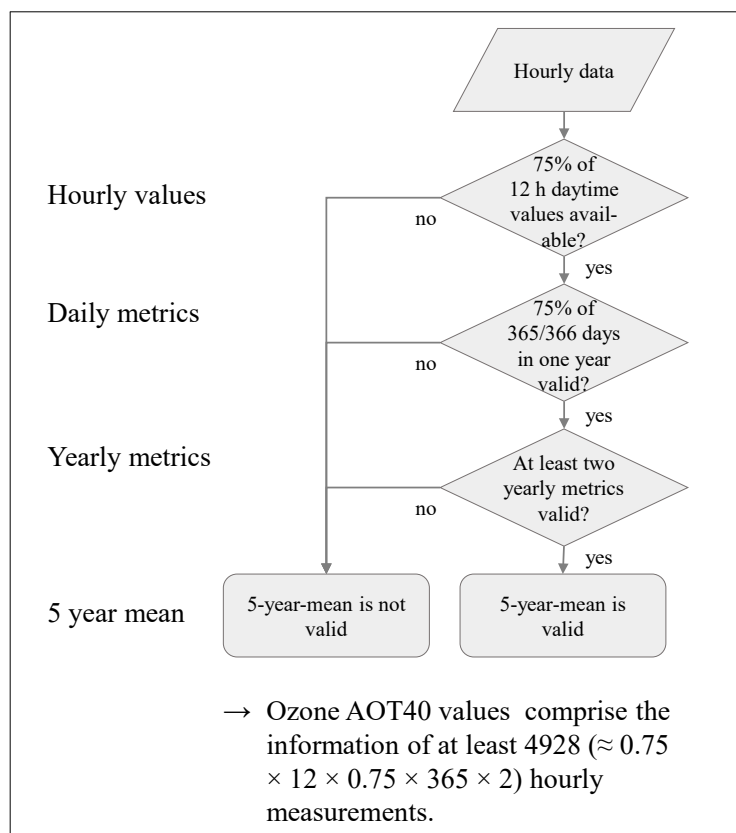 Hourly data
Hourly values
75% of
12 h daytime
values avail-
able?
no
yes
Daily metrics
75% of
365/366 days
in one year
valid?
no
yes
Yearly metrics
At least two
yearly metrics
valid?
no
yes
5 year mean
5-year-mean is not
valid
5-year-mean is
valid
→ Ozone AOT40 values comprise the
information of at least 4928 (≈ 0.75
× 12 × 0.75 × 365 × 2) hourly
measurements.